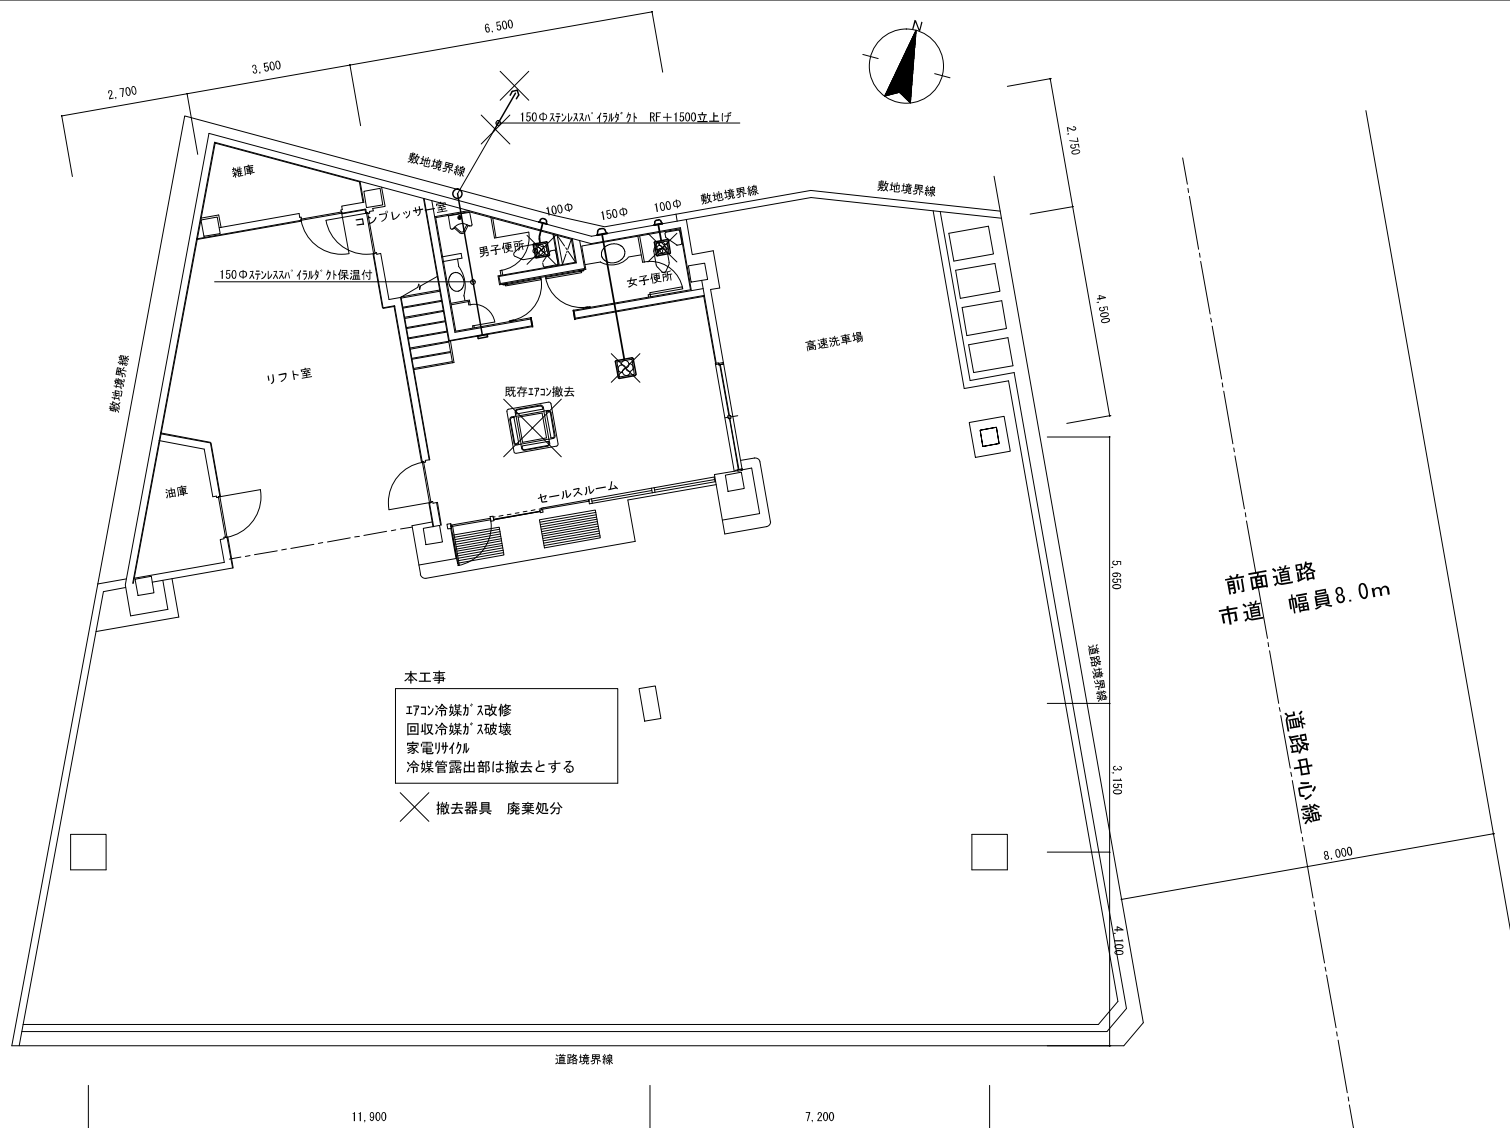 6,500
3,500
2,700
N
150Φステンレススパイラルダクト RF+1500立上げ
2,750
敷地境界線
雑庫
コンプレッサー室
100Φ
150Φ
100Φ
敷地境界線
敷地境界線
男子便所
女子便所
150Φステンレススパイラルダクト保温付
4,500
高速洗車場
敷地境界線
リフト室
既存エアコン撤去
油庫
セールスルーム
5,650
前面道路
市道 幅員8.0m
本工事
エアコン冷媒ガス改修
回収冷媒ガス破壊
家電リサイクル
冷媒管露出部は撤去とする
撤去器具 廃棄処分
道路境界線
道路中心線
3,150
8,000
4,100
道路境界線
11,900
7,200